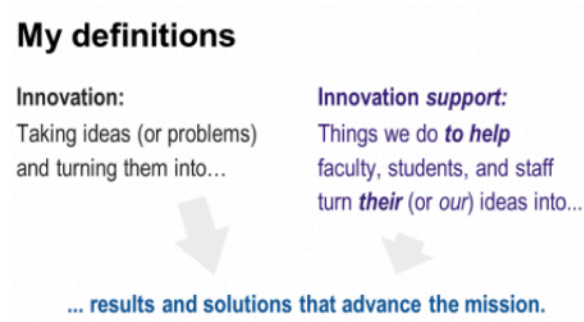 My definitions
Innovation:
Taking ideas (or problems)
and turning them into...
Innovation support:
Things we do to help
faculty, students, and staff
turn their (or our) ideas into...
... results and solutions that advance the mission.